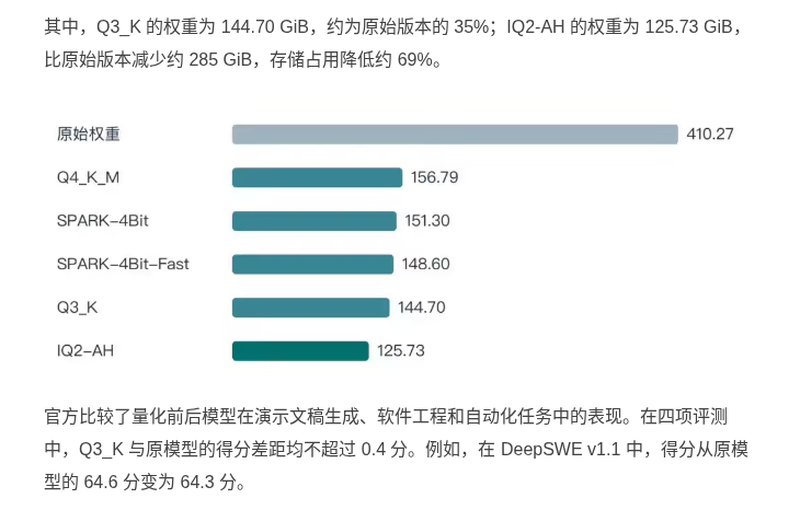 其中，Q3_K 的权重为 144.70 GiB，约为原始版本的 35%；IQ2-AH 的权重为 125.73 GiB，
比原始版本减少约 285 GiB，存储占用降低约 69%。
原始权重 410.27
Q4_K_M 156.79
SPARK-4Bit 151.30
SPARK-4Bit-Fast 148.60
Q3_K 144.70
IQ2-AH 125.73
官方比较了量化前后模型在演示文稿生成、软件工程和自动化任务中的表现。在四项评测
中，Q3_K 与原模型的得分差距均不超过 0.4 分。例如，在 DeepSWE v1.1 中，得分从原模
型的 64.6 分变为 64.3 分。